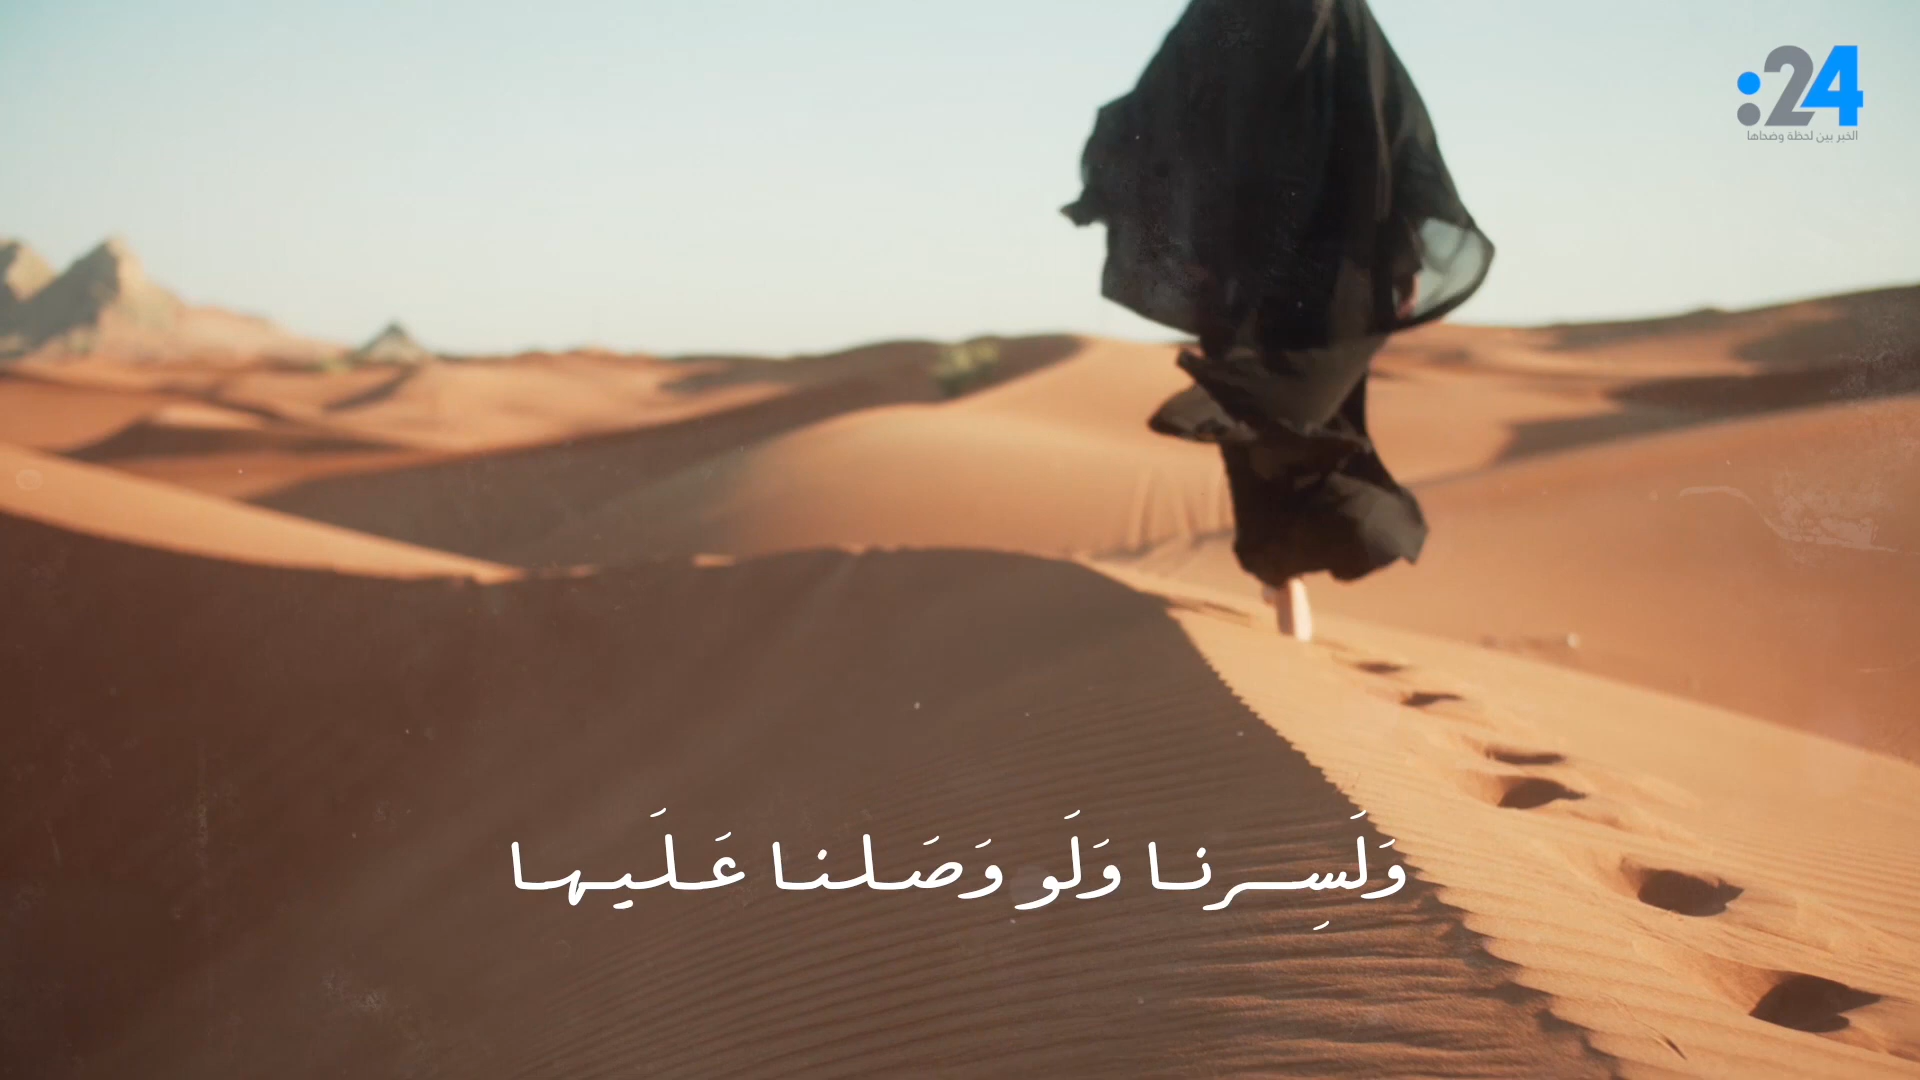 :24
الخبر بين لحظة وضحاها
وَلَسِرنا وَلَو وَصَلنا عَلَيها